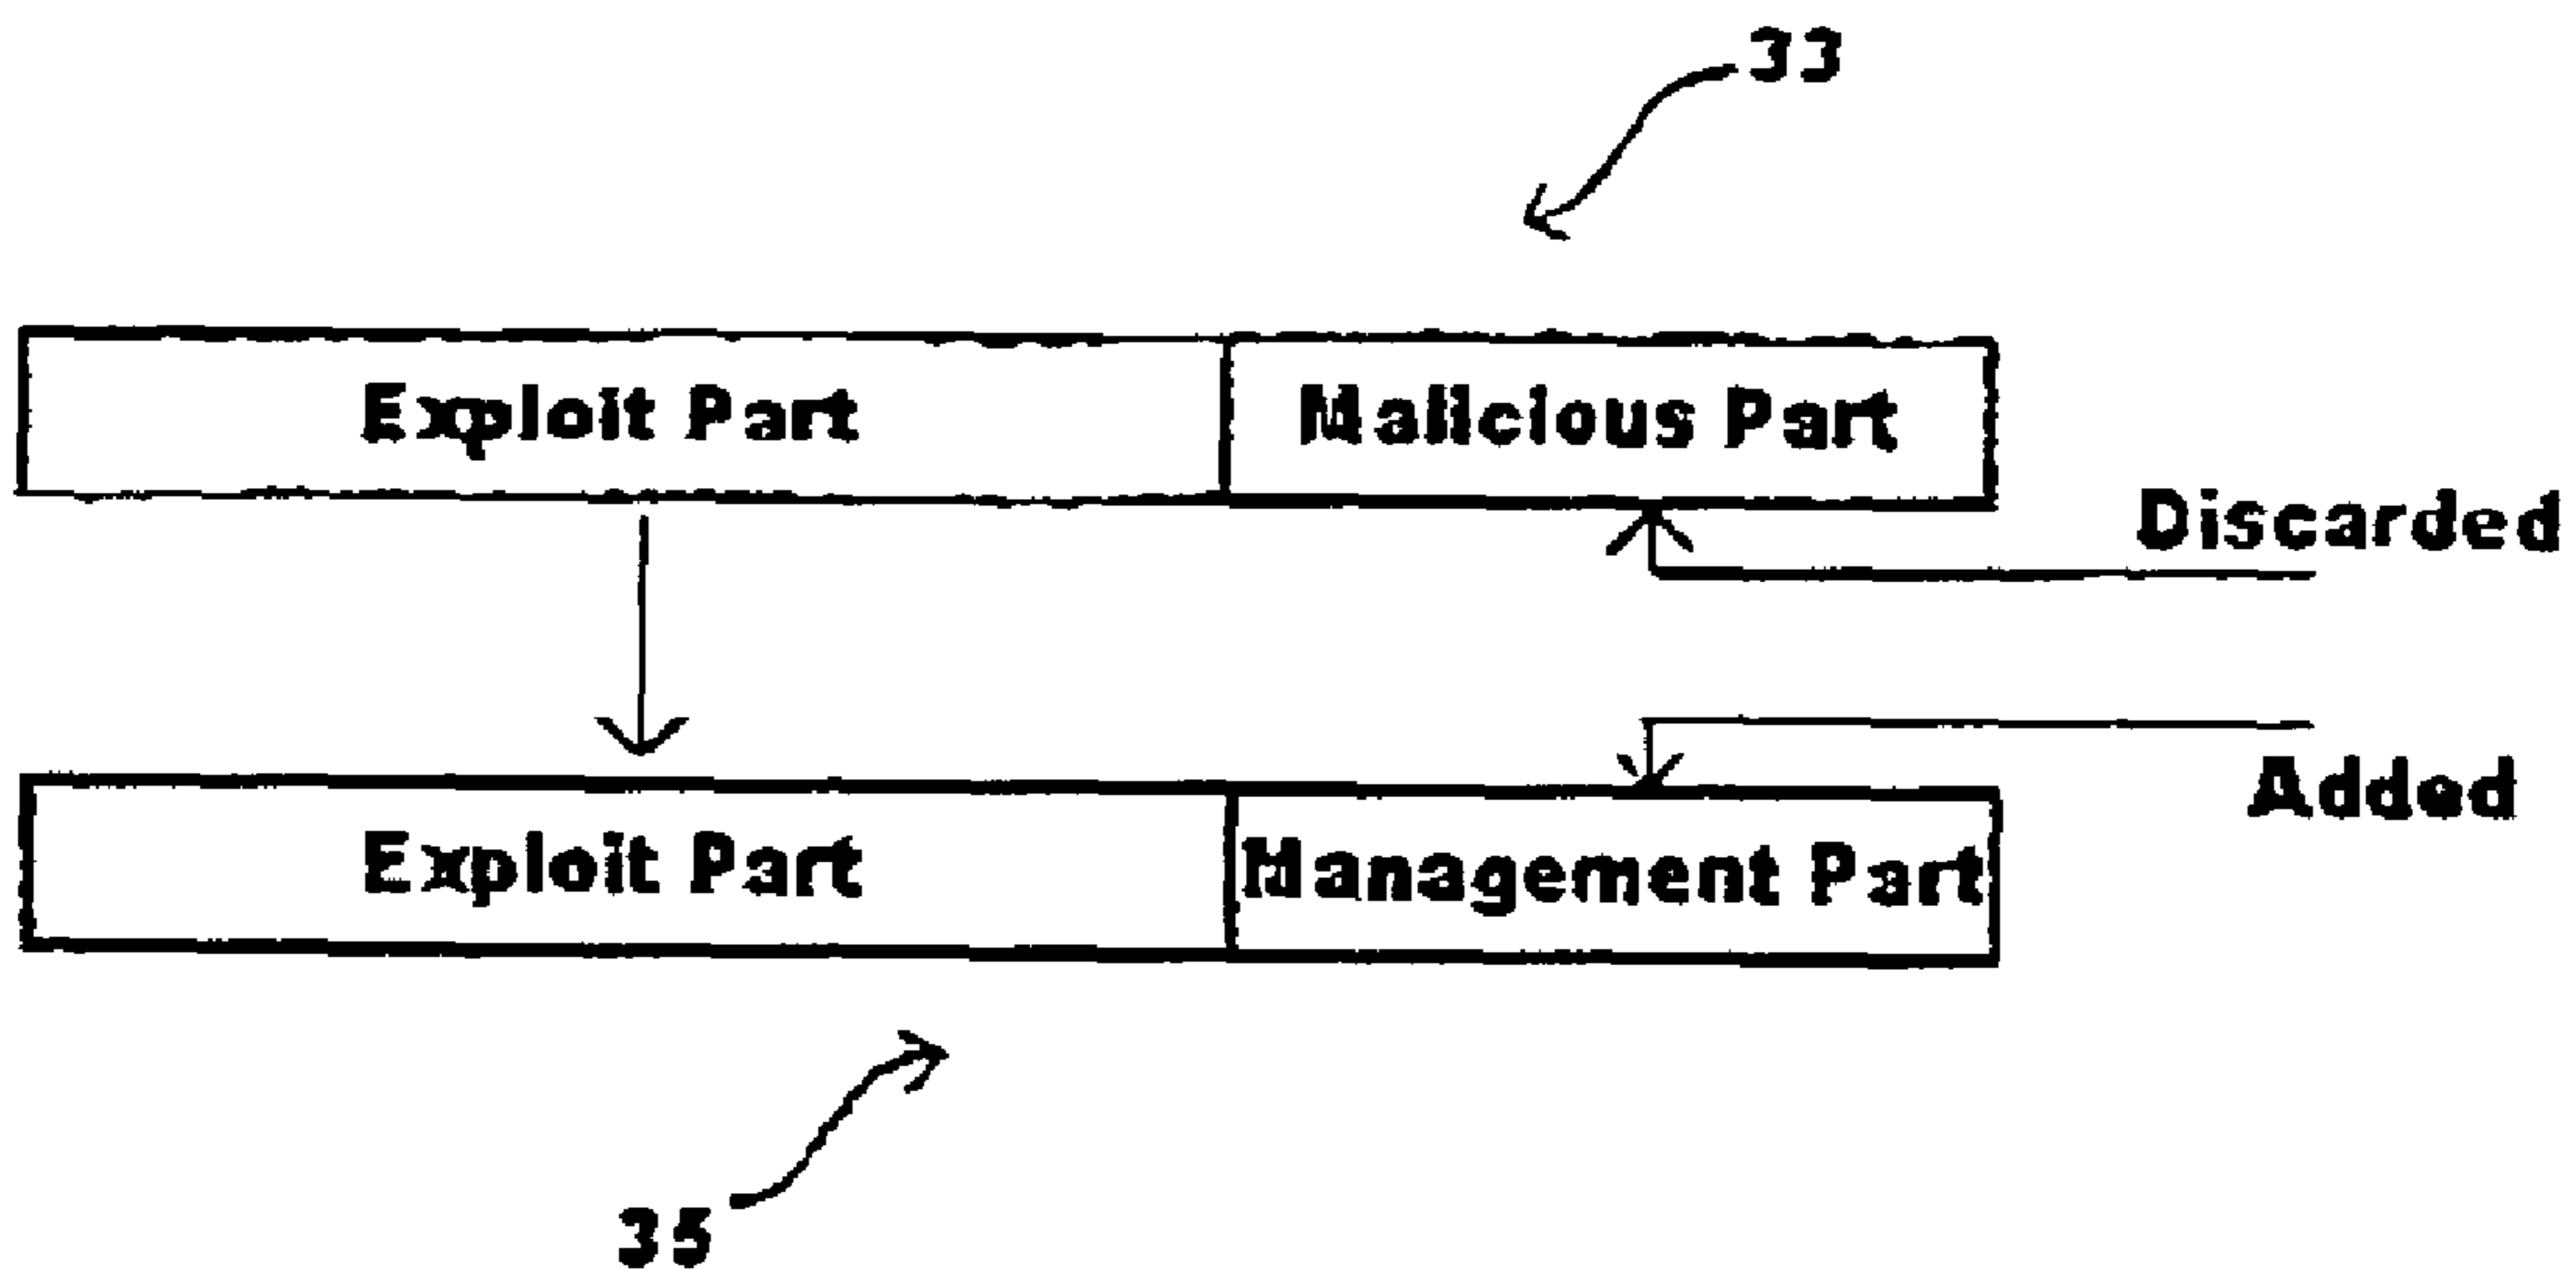 33
Exploit Part
Malicious Part
Discarded
Added
Exploit Part
Management Part
35